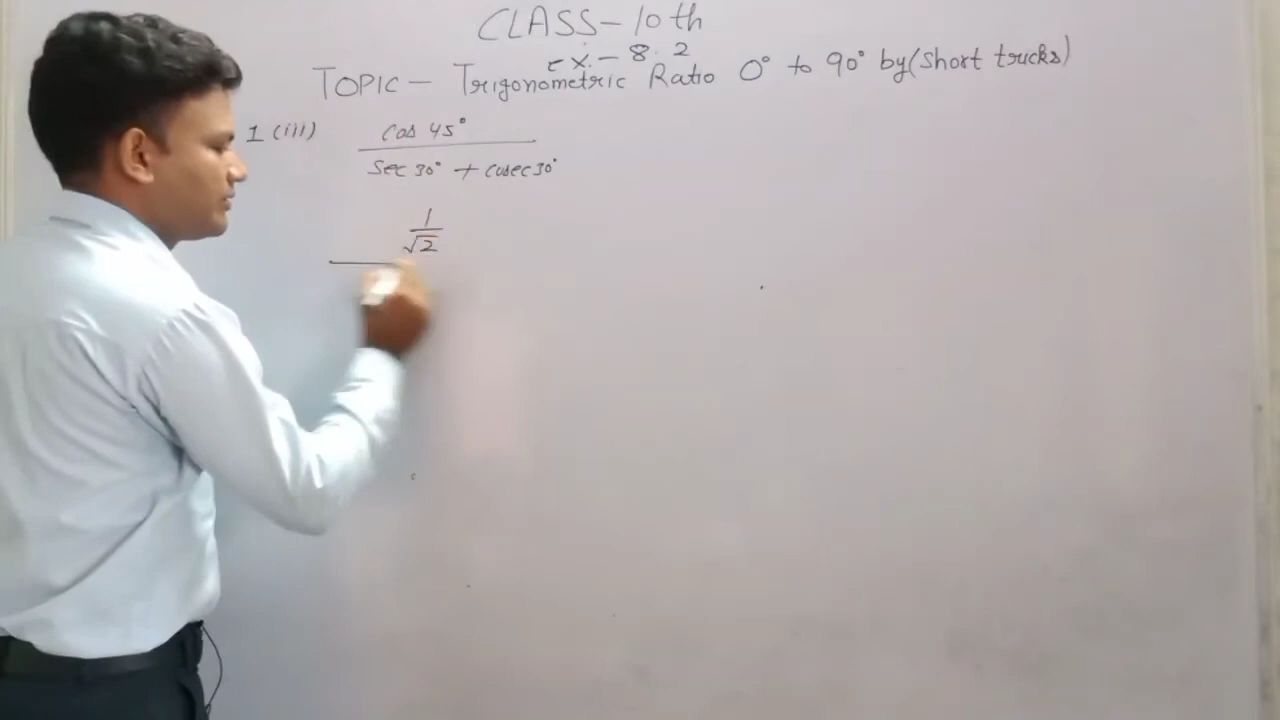 CLASS-10th
Ex.-8.2
TOPIC- Trigonometric Ratio 0° to 90° by (Short trucks)
1 (iii) cos 45°
sec 30° + cosec 30°
1
√2